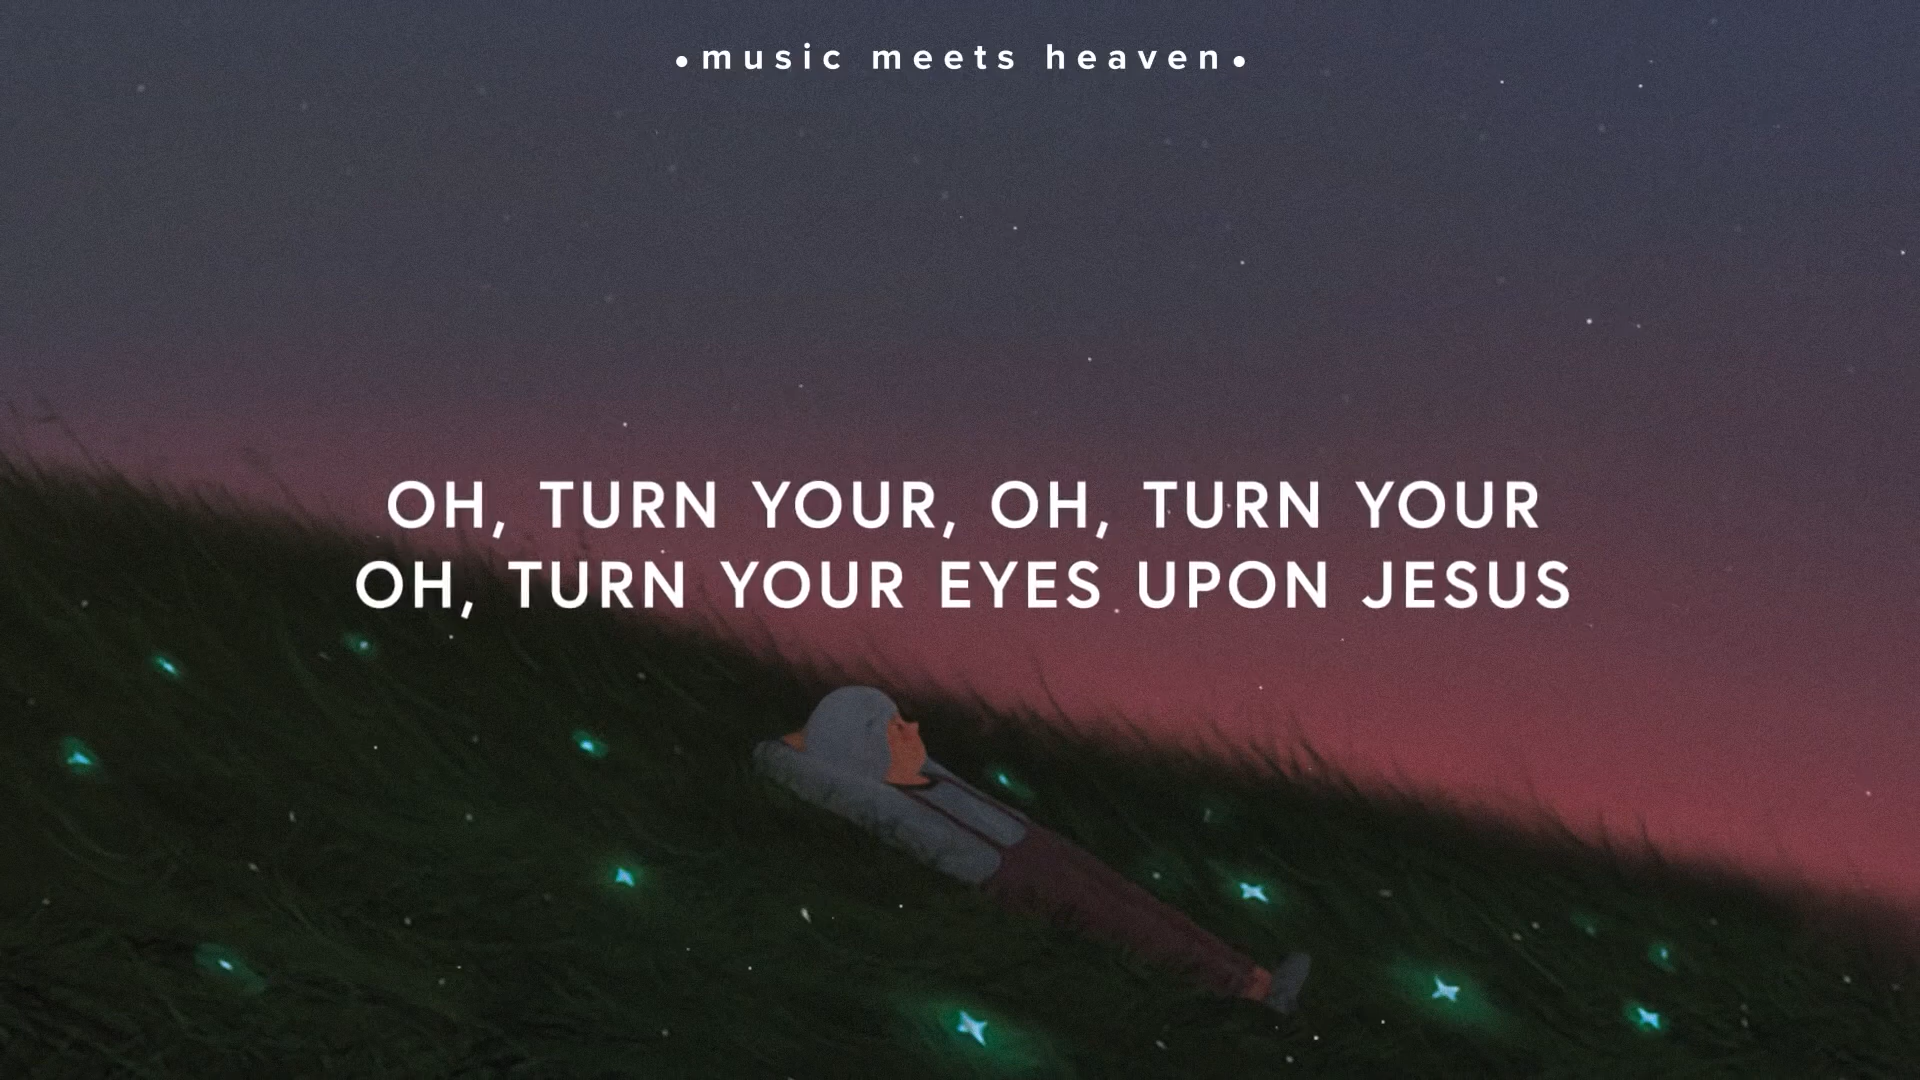 •music meets heaven•
OH, TURN YOUR, OH, TURN YOUR
OH, TURN YOUR EYES UPON JESUS